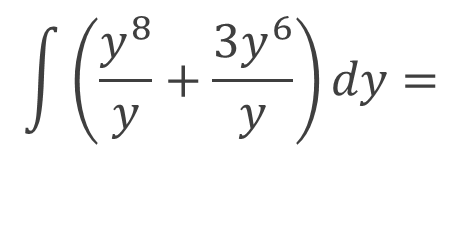 ∫ ( y⁸/y + 3y⁶/y ) dy =